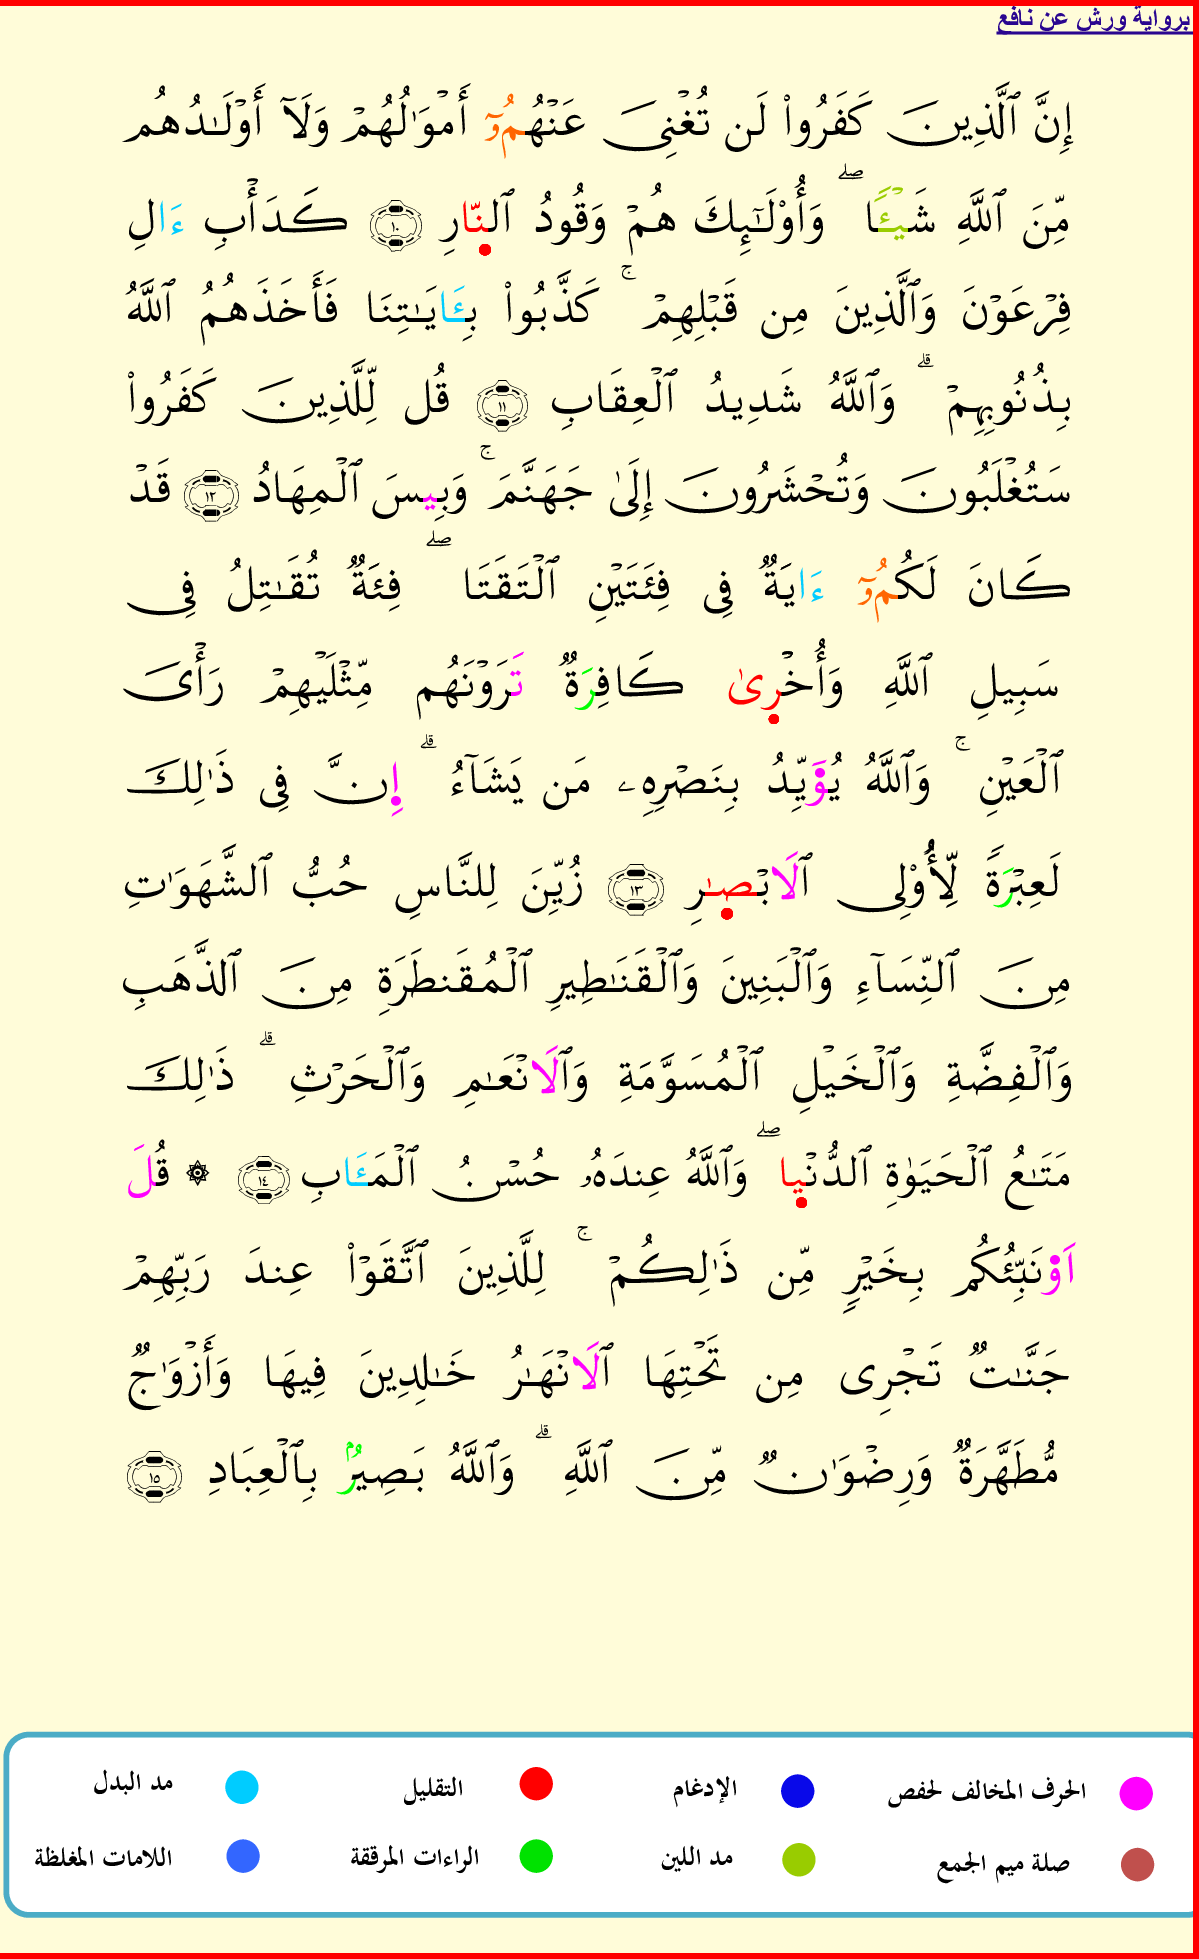 برواية ورش عن نافع
إِنَّ ٱلَّذِينَ كَفَرُواْ لَن تُغْنِيَ عَنْهُمُۥٓ أَمْوَٰلُهُمْ وَلَآ أَوْلَٰدُهُم
مِّنَ ٱللَّهِ شَيْـًٔا ۖ وَأُوْلَٰٓئِكَ هُمْ وَقُودُ ٱلنّ۪ارِ ١٠ كَدَأْبِ ءَالِ
فِرْعَوْنَ وَٱلَّذِينَ مِن قَبْلِهِمْ ۚ كَذَّبُواْ بِـَٔايَٰتِنَا فَأَخَذَهُمُ ٱللَّهُ
بِذُنُوبِهِمْ ۗ وَٱللَّهُ شَدِيدُ ٱلْعِقَابِ ١١ قُل لِّلَّذِينَ كَفَرُواْ
سَتُغْلَبُونَ وَتُحْشَرُونَ إِلَىٰ جَهَنَّمَ ۚ وَبِيسَ ٱلْمِهَادُ ١٢ قَدْ
كَانَ لَكُمُۥٓ ءَايَةٌ فِى فِئَتَيْنِ ٱلْتَقَتَا ۖ فِئَةٌ تُقَٰتِلُ فِى
سَبِيلِ ٱللَّهِ وَأُخْر۪ىٰ كَافِرَةٌ تَرَوْنَهُم مِّثْلَيْهِمْ رَأْىَ
ٱلْعَيْنِ ۚ وَٱللَّهُ يُؤَيِّدُ بِنَصْرِهِۦ مَن يَشَآءُ ۗ إِنَّ فِى ذَٰلِكَ
لَعِبْرَةً لِّأُوْلِى ٱلَابْصٰ۪رِ ١٣ زُيِّنَ لِلنَّاسِ حُبُّ ٱلشَّهَوَٰتِ
مِنَ ٱلنِّسَآءِ وَٱلْبَنِينَ وَٱلْقَنَٰطِيرِ ٱلْمُقَنطَرَةِ مِنَ ٱلذَّهَبِ
وَٱلْفِضَّةِ وَٱلْخَيْلِ ٱلْمُسَوَّمَةِ وَٱلَانْعَٰمِ وَٱلْحَرْثِ ۗ ذَٰلِكَ
مَتَٰعُ ٱلْحَيَوٰةِ ٱلدُّنْي۪ا ۖ وَٱللَّهُ عِندَهُۥ حُسْنُ ٱلْمَـَٔابِ ١٤ ۞ قُلَ
اَوْ۬نَبِّئُكُم بِخَيْرٍ مِّن ذَٰلِكُمْ ۚ لِلَّذِينَ ٱتَّقَوْاْ عِندَ رَبِّهِمْ
جَنَّٰتٌ تَجْرِى مِن تَحْتِهَا ٱلَانْهَٰرُ خَٰلِدِينَ فِيهَا وَأَزْوَٰجٌ
مُّطَهَّرَةٌ وَرِضْوَٰنٌ مِّنَ ٱللَّهِ ۗ وَٱللَّهُ بَصِيرُۢ بِٱلْعِبَادِ ١٥
الحرف المخالف لحفص الإدغام التقليل مد البدل
صلة ميم الجمع مد اللين الراءات المرققة اللامات المغلظة